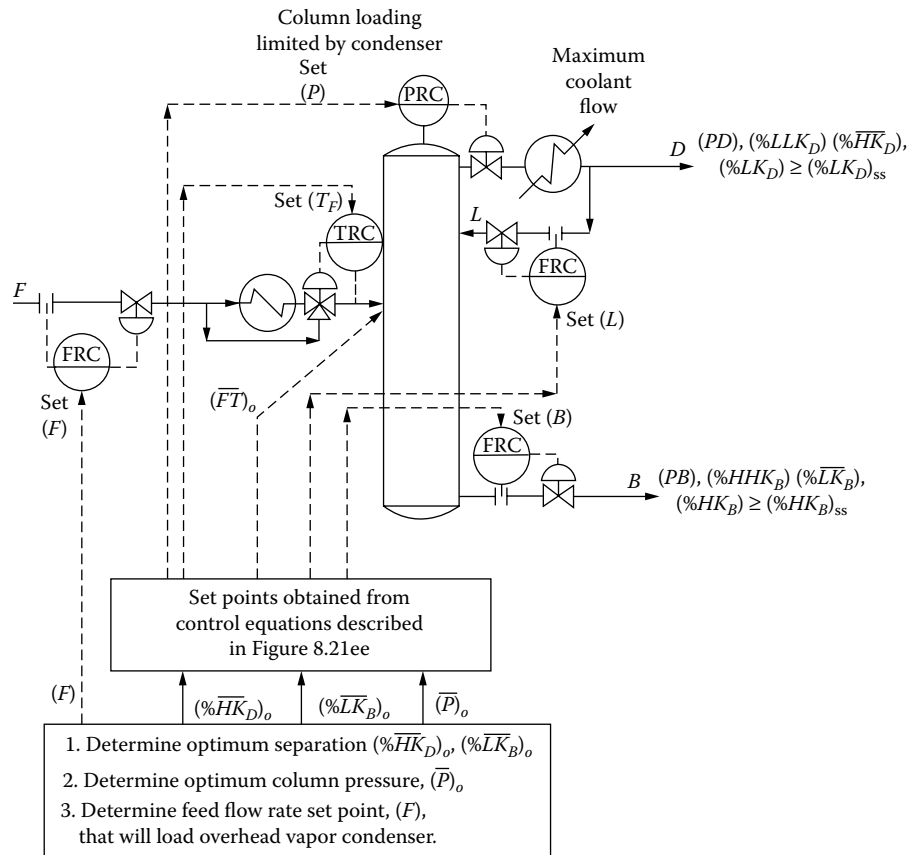 Column loading
limited by condenser
Set
(P)
PRC
Maximum
coolant
flow
D (PD), (%LLK_D) (%\overline{HK}_D),
(%LK_D) ≥ (%LK_D)_ss
Set (T_F)
TRC
L
FRC
Set (L)
F
FRC
Set
(F)
(\overline{FT})_o
Set (B)
FRC
B (PB), (%HHK_B) (%\overline{LK}_B),
(%HK_B) ≥ (%HK_B)_ss
Set points obtained from
control equations described
in Figure 8.21ee
(F)
(%\overline{HK}_D)_o
(%\overline{LK}_B)_o
(\overline{P})_o
1. Determine optimum separation (%\overline{HK}_D)_o, (%\overline{LK}_B)_o
2. Determine optimum column pressure, (\overline{P})_o
3. Determine feed flow rate set point, (F),
that will load overhead vapor condenser.